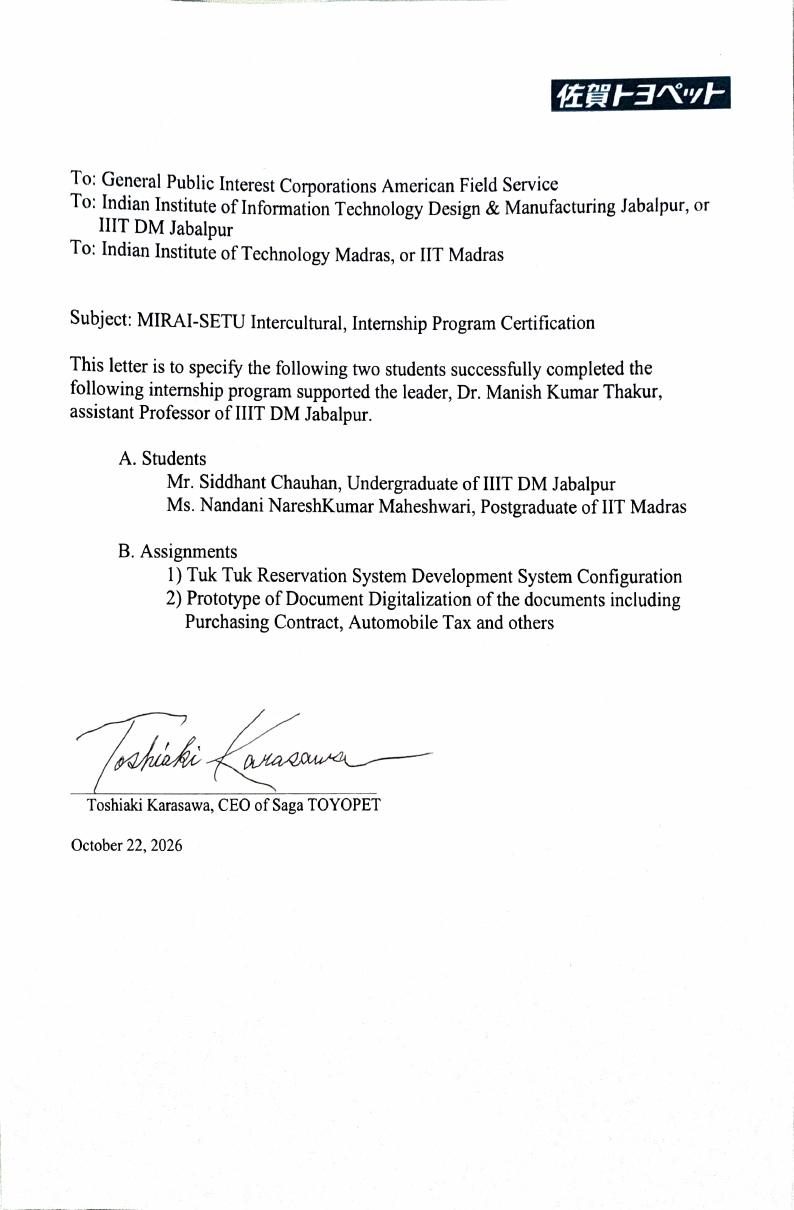 佐賀トヨペット
To: General Public Interest Corporations American Field Service
To: Indian Institute of Information Technology Design & Manufacturing Jabalpur, or
IIIT DM Jabalpur
To: Indian Institute of Technology Madras, or IIT Madras
Subject: MIRAI-SETU Intercultural, Internship Program Certification
This letter is to specify the following two students successfully completed the
following internship program supported the leader, Dr. Manish Kumar Thakur,
assistant Professor of IIIT DM Jabalpur.
A. Students
Mr. Siddhant Chauhan, Undergraduate of IIIT DM Jabalpur
Ms. Nandani NareshKumar Maheshwari, Postgraduate of IIT Madras
B. Assignments
1) Tuk Tuk Reservation System Development System Configuration
2) Prototype of Document Digitalization of the documents including
Purchasing Contract, Automobile Tax and others
Toshiaki Karasawa
Toshiaki Karasawa, CEO of Saga TOYOPET
October 22, 2026